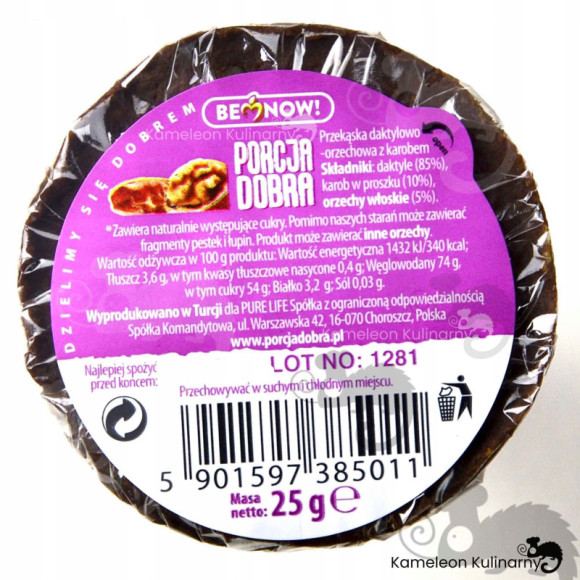 DZIELIMY SIĘ DOBREM
BE NOW!
Kameleon Kulinarny
PORCJA
DOBRA
open
Przekąska daktylowo
-orzechowa z karobem
Składniki: daktyle (85%),
karob w proszku (10%),
orzechy włoskie (5%).
*Zawiera naturalnie występujące cukry. Pomimo naszych starań może zawierać
fragmenty pestek i łupin. Produkt może zawierać inne orzechy.
Wartość odżywcza w 100 g produktu: Wartość energetyczna 1432 kJ/340 kcal;
Tłuszcz 3,6 g, w tym kwasy tłuszczowe nasycone 0,4 g; Węglowodany 74 g,
w tym cukry 54 g; Białko 3,2 g; Sól 0,03 g.
Wyprodukowano w Turcji dla PURE LIFE Spółka z ograniczoną odpowiedzialnością
Spółka Komandytowa, ul. Warszawska 42, 16-070 Choroszcz, Polska
Kameleon Kulinarny
www.porcjadobra.pl
LOT NO: 1281
Najlepiej spożyć
przed końcem:
Przechowywać w suchym i chłodnym miejscu.
5 901597 385011
Masa
netto: 25 g e
Kameleon Kulinarny